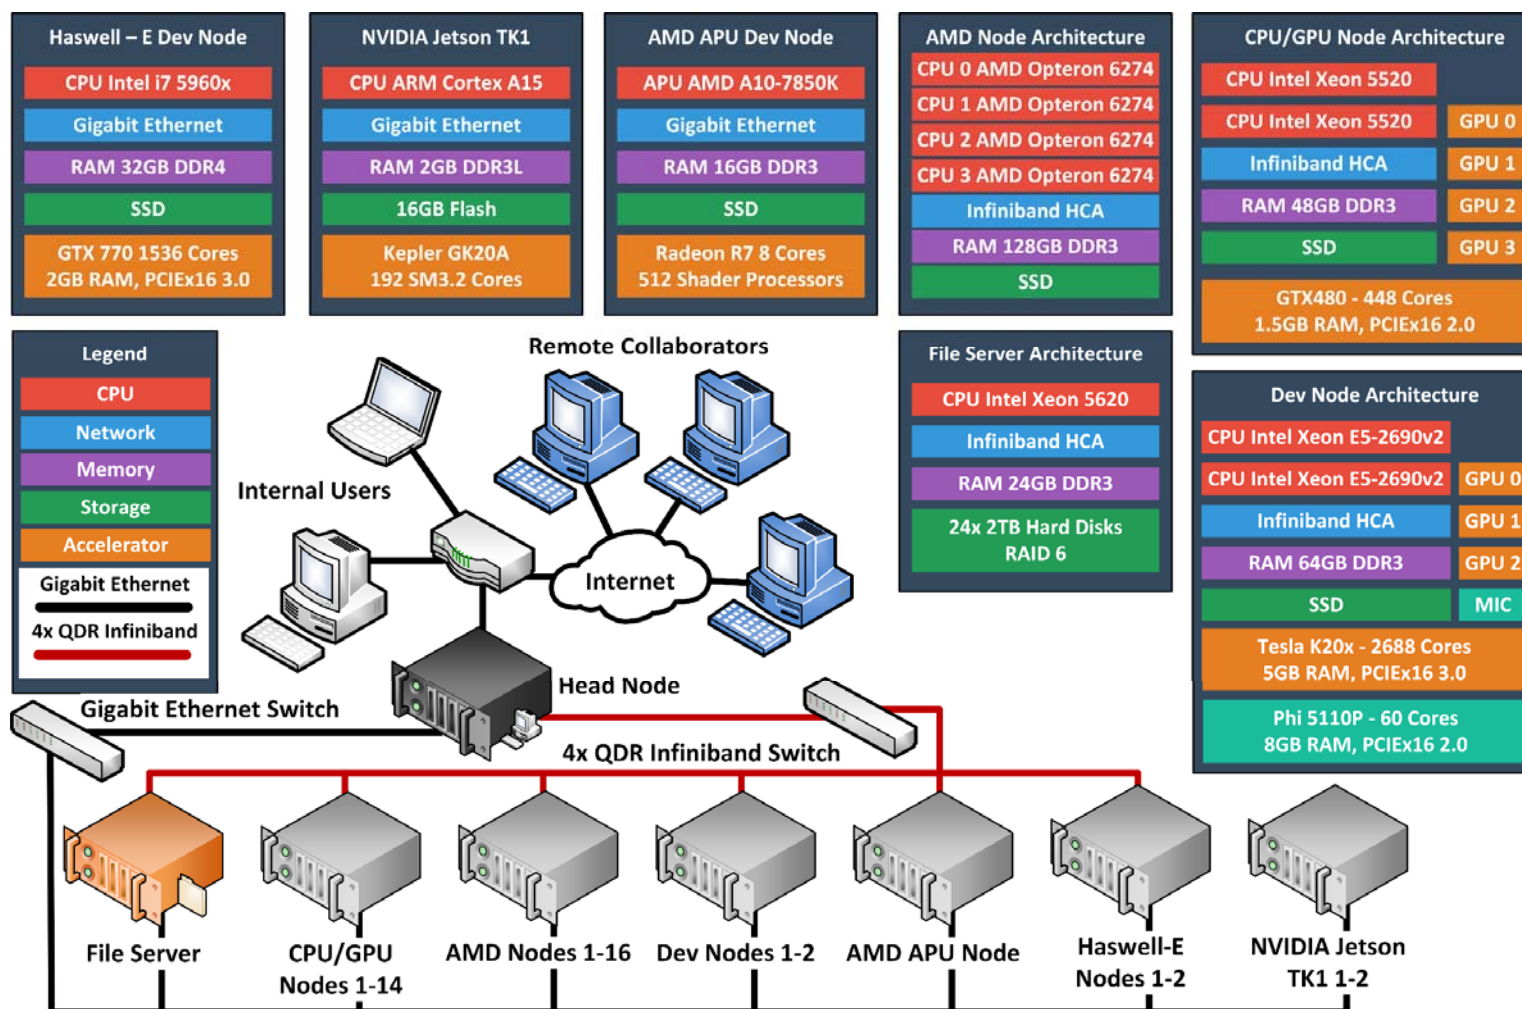 Haswell – E Dev Node
CPU Intel i7 5960x
Gigabit Ethernet
RAM 32GB DDR4
SSD
GTX 770 1536 Cores
2GB RAM, PCIEx16 3.0
NVIDIA Jetson TK1
CPU ARM Cortex A15
Gigabit Ethernet
RAM 2GB DDR3L
16GB Flash
Kepler GK20A
192 SM3.2 Cores
AMD APU Dev Node
APU AMD A10-7850K
Gigabit Ethernet
RAM 16GB DDR3
SSD
Radeon R7 8 Cores
512 Shader Processors
AMD Node Architecture
CPU 0 AMD Opteron 6274
CPU 1 AMD Opteron 6274
CPU 2 AMD Opteron 6274
CPU 3 AMD Opteron 6274
Infiniband HCA
RAM 128GB DDR3
SSD
CPU/GPU Node Architecture
CPU Intel Xeon 5520
CPU Intel Xeon 5520
GPU 0
Infiniband HCA
GPU 1
RAM 48GB DDR3
GPU 2
SSD
GPU 3
GTX480 - 448 Cores
1.5GB RAM, PCIEx16 2.0
Legend
CPU
Network
Memory
Storage
Accelerator
Gigabit Ethernet
4x QDR Infiniband
Remote Collaborators
Internal Users
Internet
File Server Architecture
CPU Intel Xeon 5620
Infiniband HCA
RAM 24GB DDR3
24x 2TB Hard Disks
RAID 6
Dev Node Architecture
CPU Intel Xeon E5-2690v2
CPU Intel Xeon E5-2690v2
GPU 0
Infiniband HCA
GPU 1
RAM 64GB DDR3
GPU 2
SSD
MIC
Tesla K20x - 2688 Cores
5GB RAM, PCIEx16 3.0
Phi 5110P - 60 Cores
8GB RAM, PCIEx16 2.0
Head Node
Gigabit Ethernet Switch
4x QDR Infiniband Switch
File Server
CPU/GPU
Nodes 1-14
AMD Nodes 1-16
Dev Nodes 1-2
AMD APU Node
Haswell-E
Nodes 1-2
NVIDIA Jetson
TK1 1-2